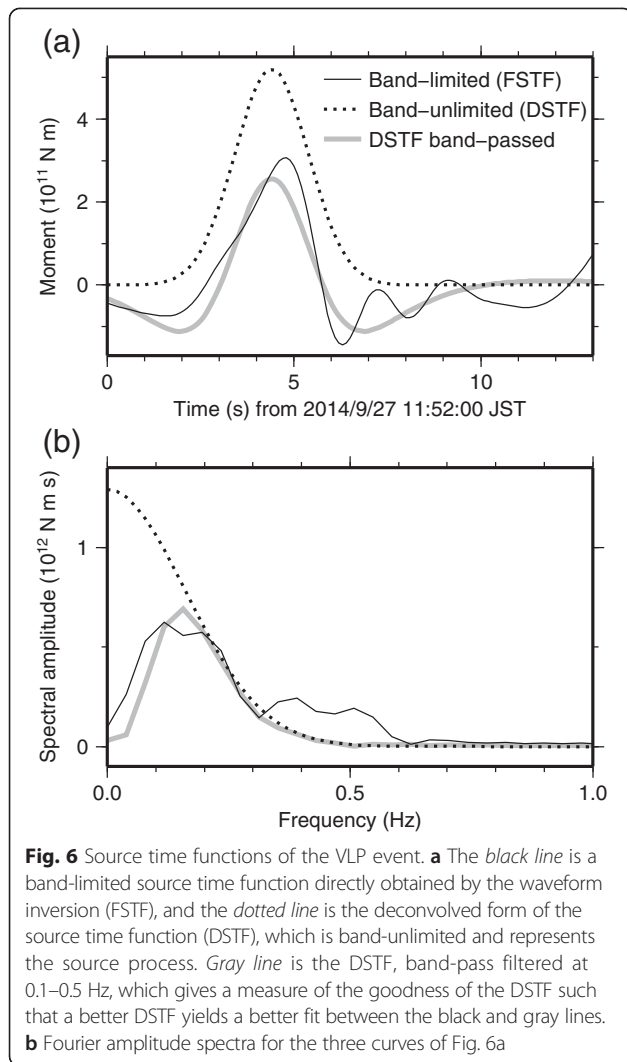 (a)
Moment (10¹¹ N m)
4
2
0
Band–limited (FSTF)
Band–unlimited (DSTF)
DSTF band–passed
0
5
10
Time (s) from 2014/9/27 11:52:00 JST
(b)
Spectral amplitude (10¹² N m s)
1
0
0.0
0.5
1.0
Frequency (Hz)
Fig. 6 Source time functions of the VLP event. a The black line is a
band-limited source time function directly obtained by the waveform
inversion (FSTF), and the dotted line is the deconvolved form of the
source time function (DSTF), which is band-unlimited and represents
the source process. Gray line is the DSTF, band-pass filtered at
0.1–0.5 Hz, which gives a measure of the goodness of the DSTF such
that a better DSTF yields a better fit between the black and gray lines.
b Fourier amplitude spectra for the three curves of Fig. 6a